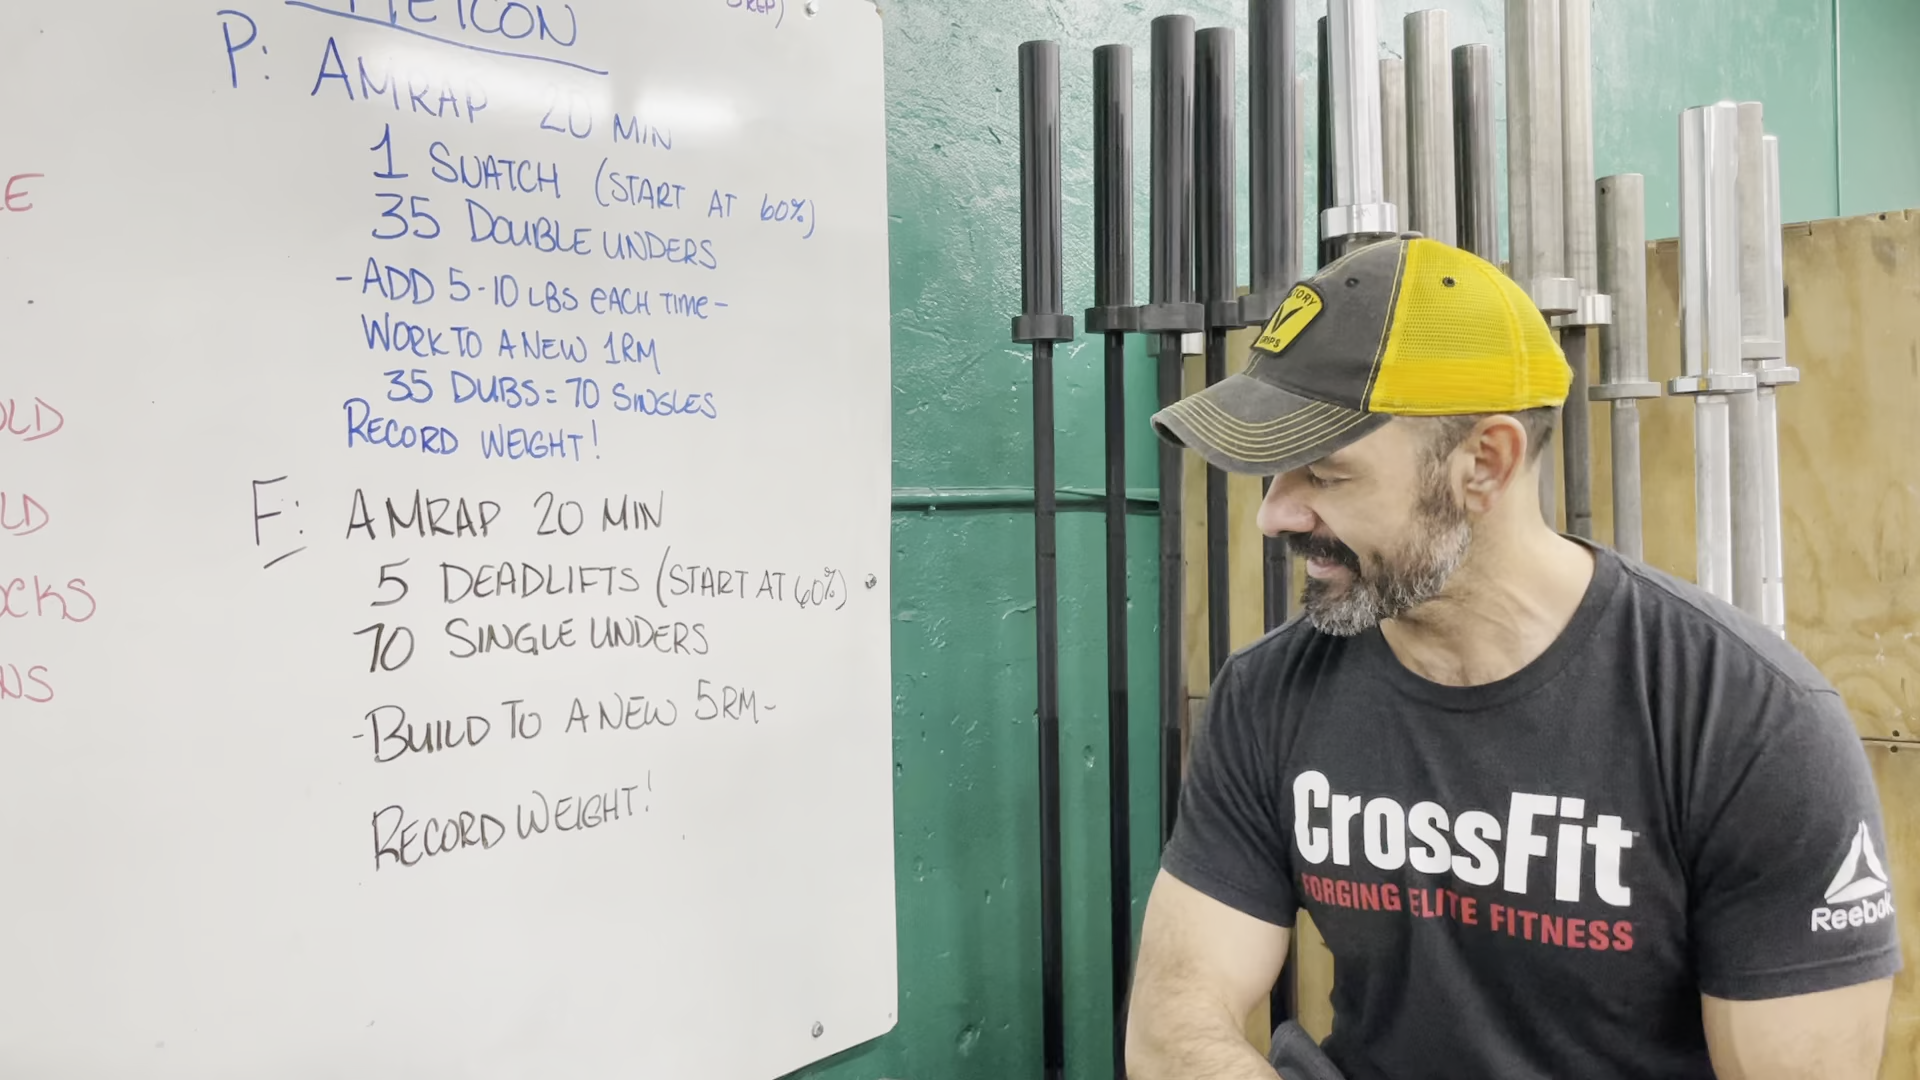 METCON
P: AMRAP 20 MIN
1 SNATCH (START AT 60%)
35 DOUBLE UNDERS
-ADD 5-10 LBS EACH TIME-
WORK TO A NEW 1RM
35 DUBS = 70 SINGLES
RECORD WEIGHT!
F: AMRAP 20 MIN
5 DEADLIFTS (START AT 60%)
70 SINGLE UNDERS
-BUILD TO A NEW 5RM-
RECORD WEIGHT!
CrossFit
FORGING ELITE FITNESS
Reebok